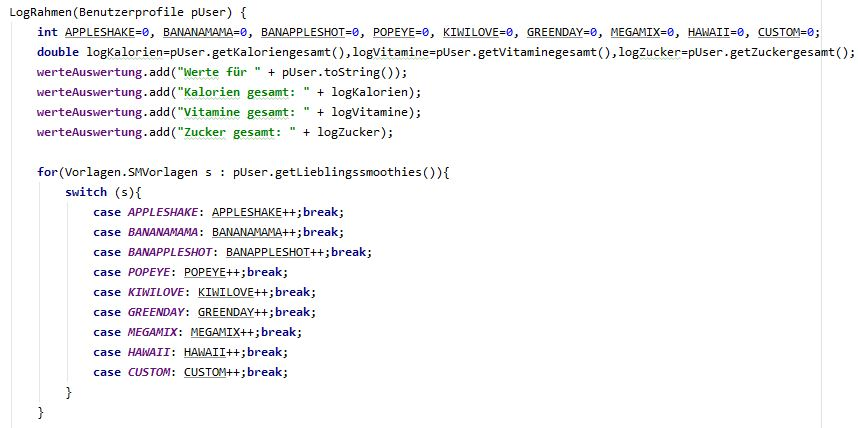 LogRahmen(Benutzerprofile pUser) {
int APPLESHAKE=0, BANANAMAMA=0, BANAPPLESHOT=0, POPEYE=0, KIWILOVE=0, GREENDAY=0, MEGAMIX=0, HAWAII=0, CUSTOM=0;
double logKalorien=pUser.getKaloriengesamt(),logVitamine=pUser.getVitaminegesamt(),logZucker=pUser.getZuckergesamt();
werteAuswertung.add("Werte für " + pUser.toString());
werteAuswertung.add("Kalorien gesamt: " + logKalorien);
werteAuswertung.add("Vitamine gesamt: " + logVitamine);
werteAuswertung.add("Zucker gesamt: " + logZucker);
for(Vorlagen.SMVorlagen s : pUser.getLieblingssmoothies()){
switch (s){
case APPLESHAKE: APPLESHAKE++;break;
case BANANAMAMA: BANANAMAMA++;break;
case BANAPPLESHOT: BANAPPLESHOT++;break;
case POPEYE: POPEYE++;break;
case KIWILOVE: KIWILOVE++;break;
case GREENDAY: GREENDAY++;break;
case MEGAMIX: MEGAMIX++;break;
case HAWAII: HAWAII++;break;
case CUSTOM: CUSTOM++;break;
}
}